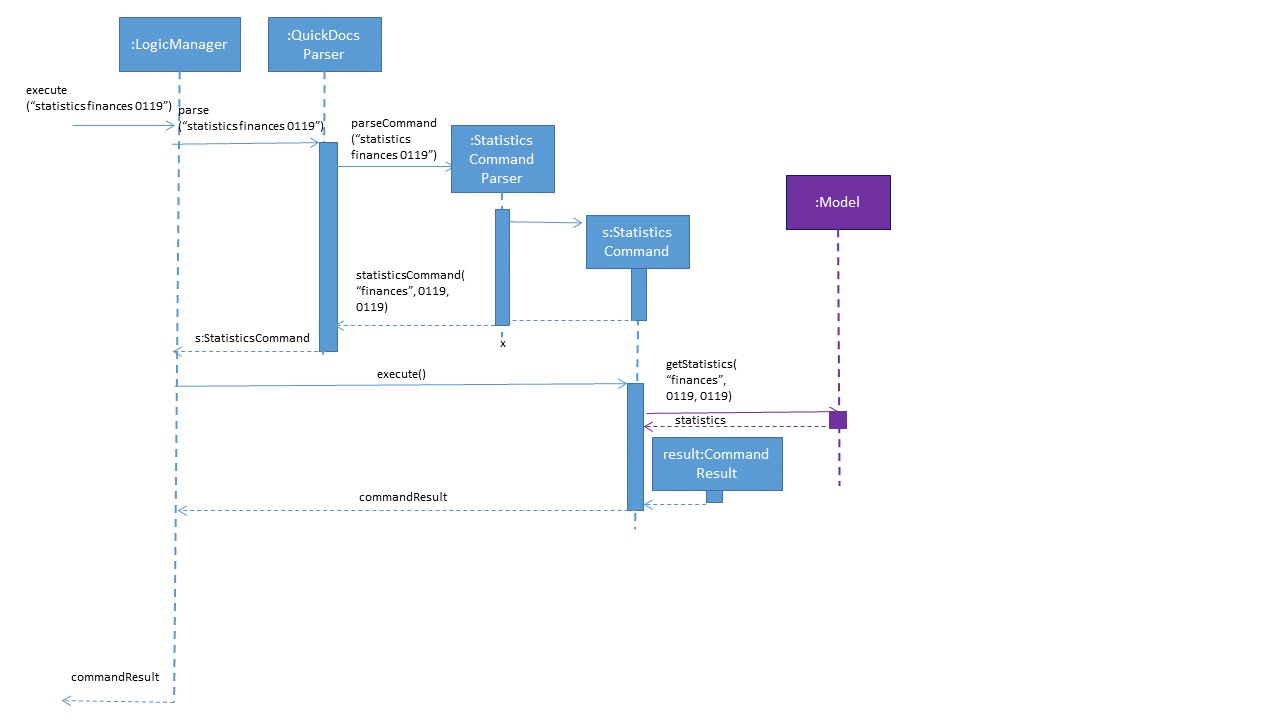 :LogicManager
:QuickDocs
Parser
execute
(“statistics finances 0119”)
parse
(“statistics finances 0119”)
parseCommand
(“statistics
finances 0119”)
:Statistics
Command
Parser
:Model
s:Statistics
Command
statisticsCommand(
“finances”, 0119,
0119)
s:StatisticsCommand
x
execute()
getStatistics(
“finances”,
0119, 0119)
statistics
result:Command
Result
commandResult
commandResult